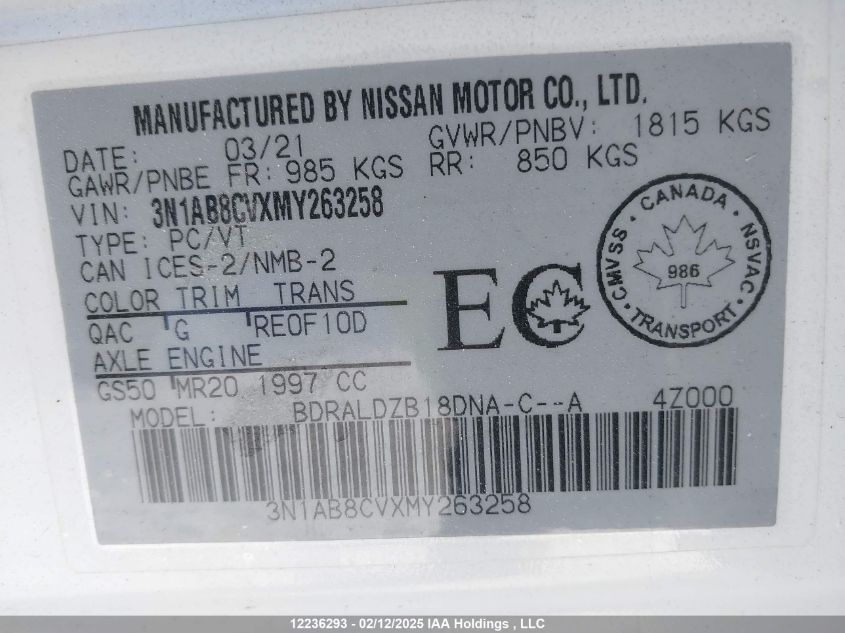 MANUFACTURED BY NISSAN MOTOR CO., LTD.
DATE: 03/21 GVWR/PNBV: 1815 KGS
GAWR/PNBE FR: 985 KGS RR: 850 KGS
VIN: 3N1AB8CVXMY263258
TYPE: PC/VT
CAN ICES-2/NMB-2
COLOR TRIM TRANS
QAC G RE0F10D
AXLE ENGINE
GS50 MR20 1997 CC
MODEL: BDRALDZB18DNA-C--A 4Z000
3N1AB8CVXMY263258
EC
CANADA
CMVSS 986 NSVAC
TRANSPORT
12236293 - 02/12/2025 IAA Holdings , LLC